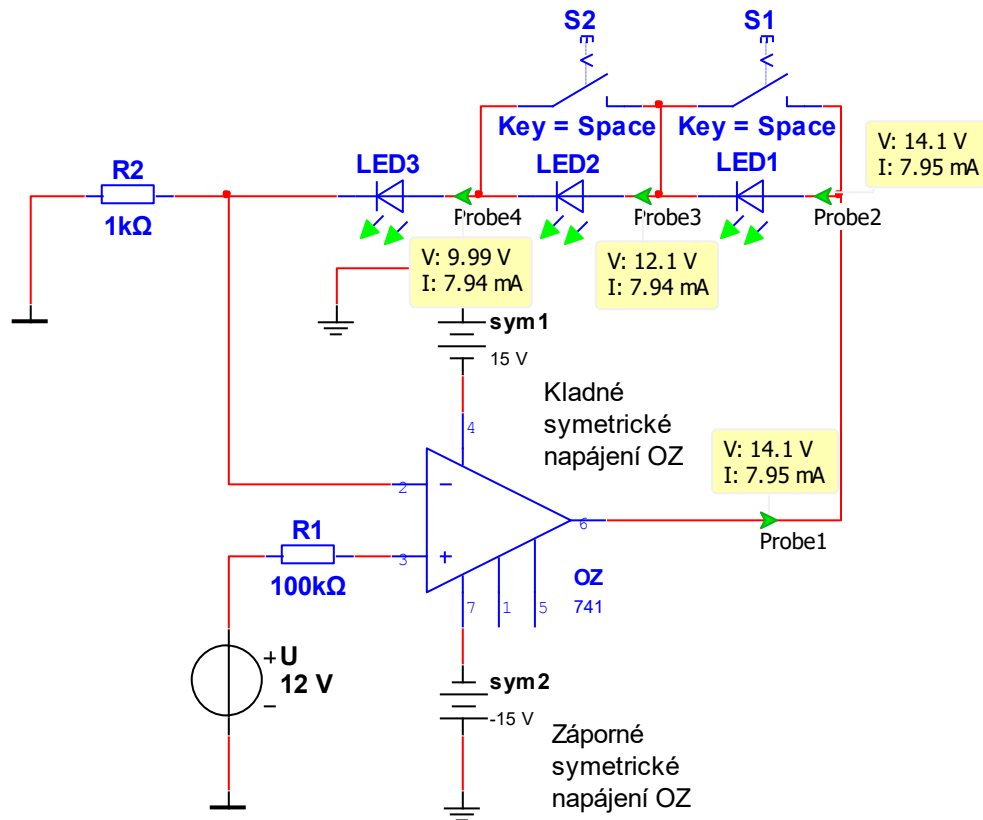 S2
S1
Key = Space
Key = Space
V: 14.1 V
I: 7.95 mA
R2
1kΩ
LED3
LED2
LED1
Probe4
Probe3
Probe2
V: 9.99 V
I: 7.94 mA
V: 12.1 V
I: 7.94 mA
sym1
15 V
Kladné
symetrické
napájení OZ
4
2
V: 14.1 V
I: 7.95 mA
6
Probe1
R1
100kΩ
3
OZ
741
7
1
5
U
12 V
sym2
-15 V
Záporné
symetrické
napájení OZ